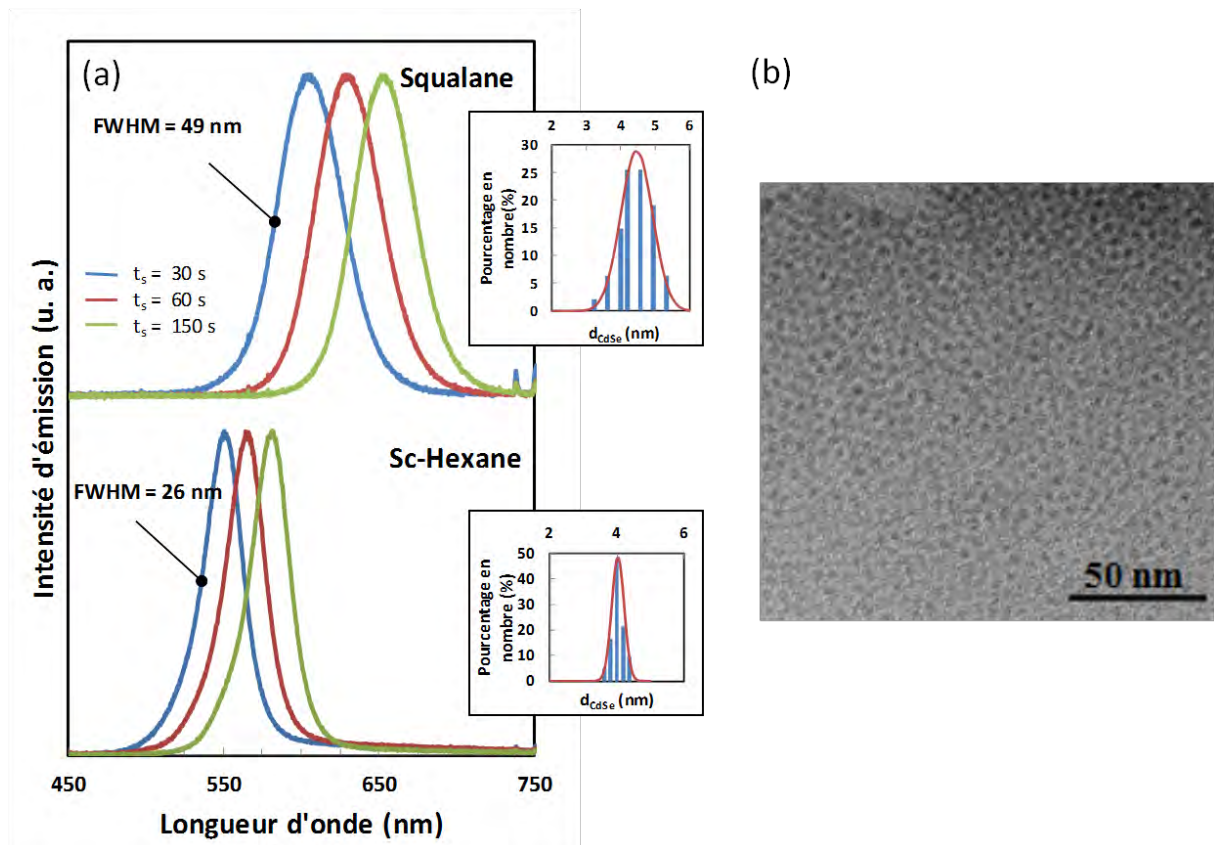 (a)
Squalane
FWHM = 49 nm
tₛ = 30 s
tₛ = 60 s
tₛ = 150 s
2 3 4 5 6
30
25
20
15
10
5
0
Pourcentage en
nombre(%)
d_CdSe (nm)
Sc-Hexane
FWHM = 26 nm
2 4 6
50
40
30
20
10
0
Pourcentage en
nombre (%)
d_CdSe (nm)
Intensité d'émission (u. a.)
450 550 650 750
Longueur d'onde (nm)
(b)
50 nm